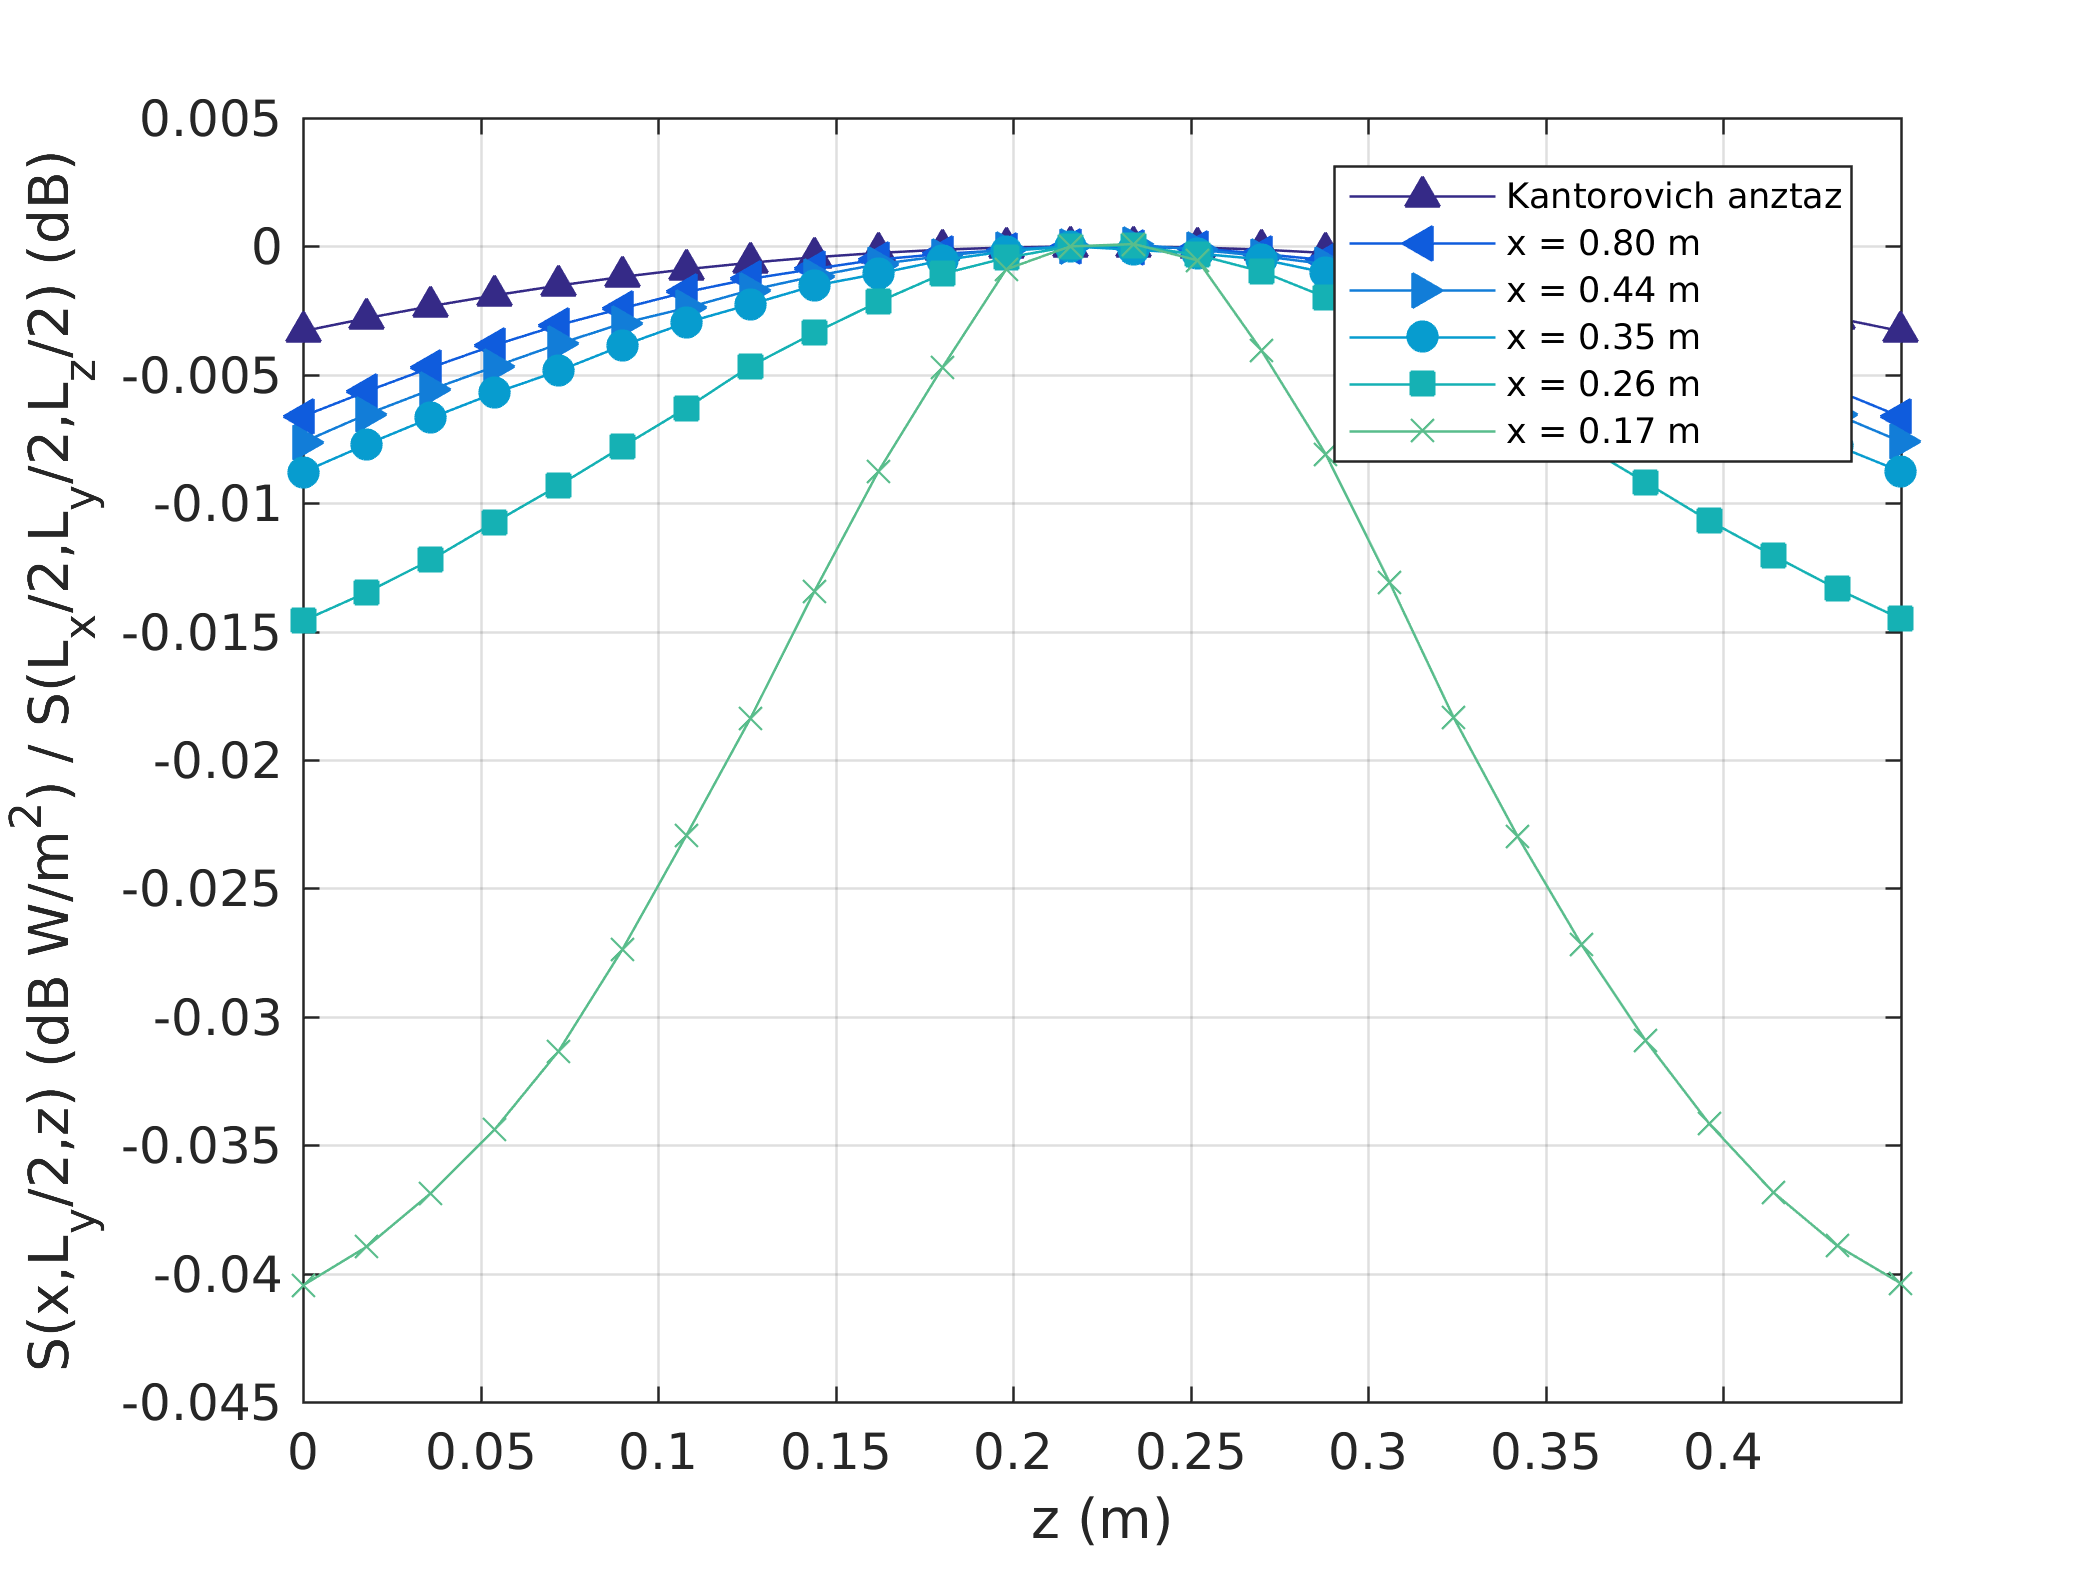 S(x,Ly/2,z) (dB W/m2) / S(Lx/2,Ly/2,Lz/2) (dB)
0.005
0
-0.005
-0.01
-0.015
-0.02
-0.025
-0.03
-0.035
-0.04
-0.045
Kantorovich anztaz
x = 0.80 m
x = 0.44 m
x = 0.35 m
x = 0.26 m
x = 0.17 m
0 0.05 0.1 0.15 0.2 0.25 0.3 0.35 0.4
z (m)